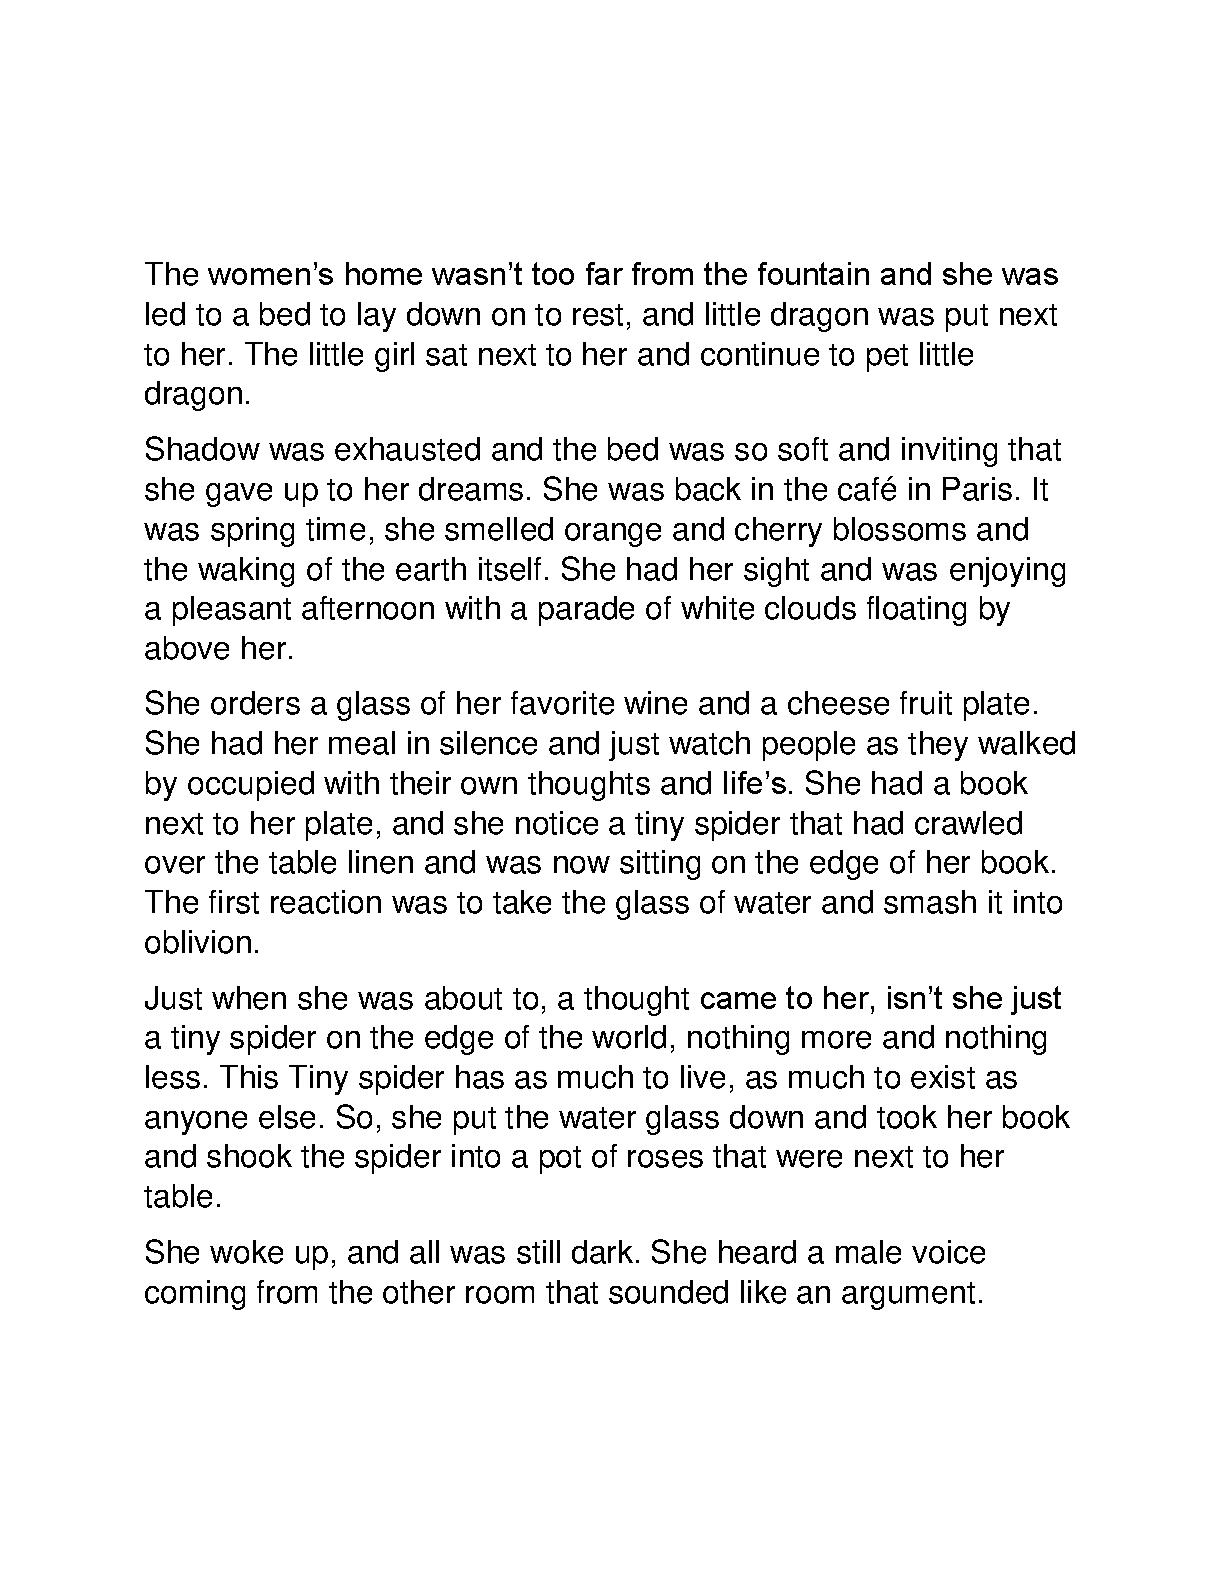 The women’s home wasn’t too far from the fountain and she was
led to a bed to lay down on to rest, and little dragon was put next
to her. The little girl sat next to her and continue to pet little
dragon.
Shadow was exhausted and the bed was so soft and inviting that
she gave up to her dreams. She was back in the café in Paris. It
was spring time, she smelled orange and cherry blossoms and
the waking of the earth itself. She had her sight and was enjoying
a pleasant afternoon with a parade of white clouds floating by
above her.
She orders a glass of her favorite wine and a cheese fruit plate.
She had her meal in silence and just watch people as they walked
by occupied with their own thoughts and life’s. She had a book
next to her plate, and she notice a tiny spider that had crawled
over the table linen and was now sitting on the edge of her book.
The first reaction was to take the glass of water and smash it into
oblivion.
Just when she was about to, a thought came to her, isn’t she just
a tiny spider on the edge of the world, nothing more and nothing
less. This Tiny spider has as much to live, as much to exist as
anyone else. So, she put the water glass down and took her book
and shook the spider into a pot of roses that were next to her
table.
She woke up, and all was still dark. She heard a male voice
coming from the other room that sounded like an argument.